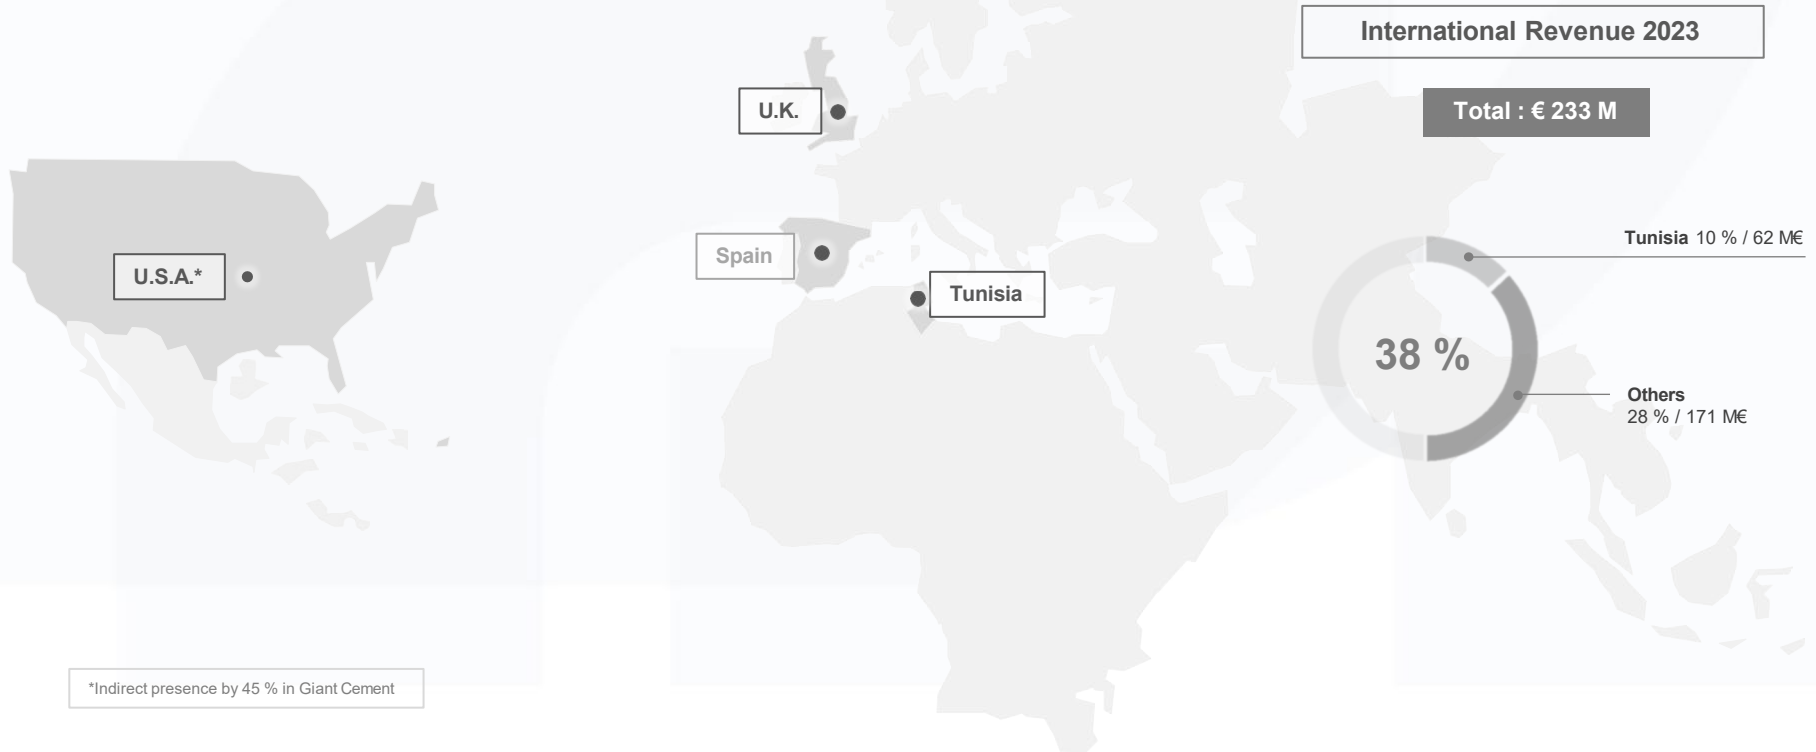 International Revenue 2023
Total : € 233 M
U.K.
Spain
U.S.A.*
Tunisia
Tunisia 10 % / 62 M€
38 %
Others
28 % / 171 M€
*Indirect presence by 45 % in Giant Cement